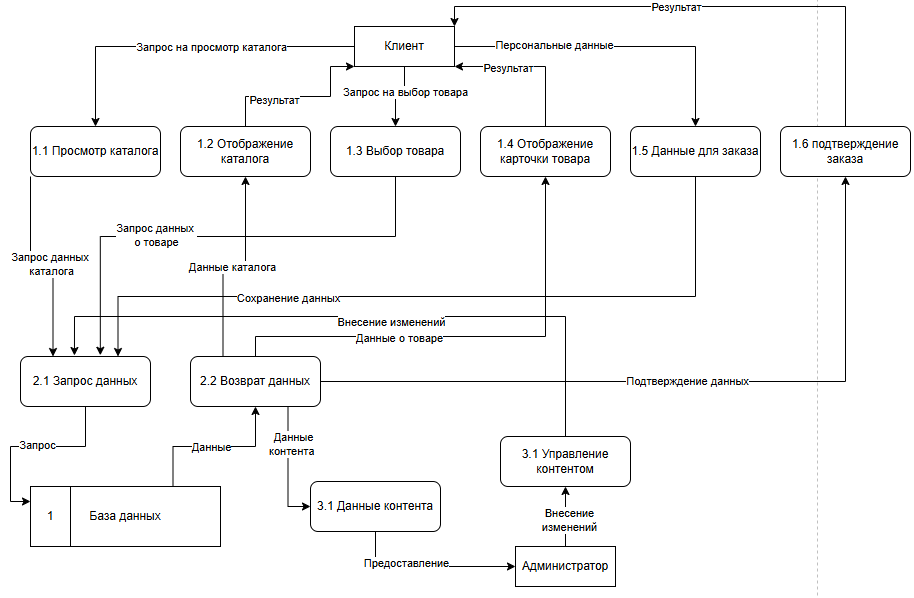 Результат
Клиент
Запрос на просмотр каталога
Персональные данные
Результат
Запрос на выбор товара
Результат
1.1 Просмотр каталога
1.2 Отображение
каталога
1.3 Выбор товара
1.4 Отображение
карточки товара
1.5 Данные для заказа
1.6 подтверждение
заказа
Запрос данных
о товаре
Запрос данных
каталога
Данные каталога
Сохранение данных
Внесение изменений
Данные о товаре
2.1 Запрос данных
2.2 Возврат данных
Подтверждение данных
Запрос
Данные
Данные
контента
3.1 Управление
контентом
1
База данных
3.1 Данные контента
Внесение
изменений
Предоставление
Администратор